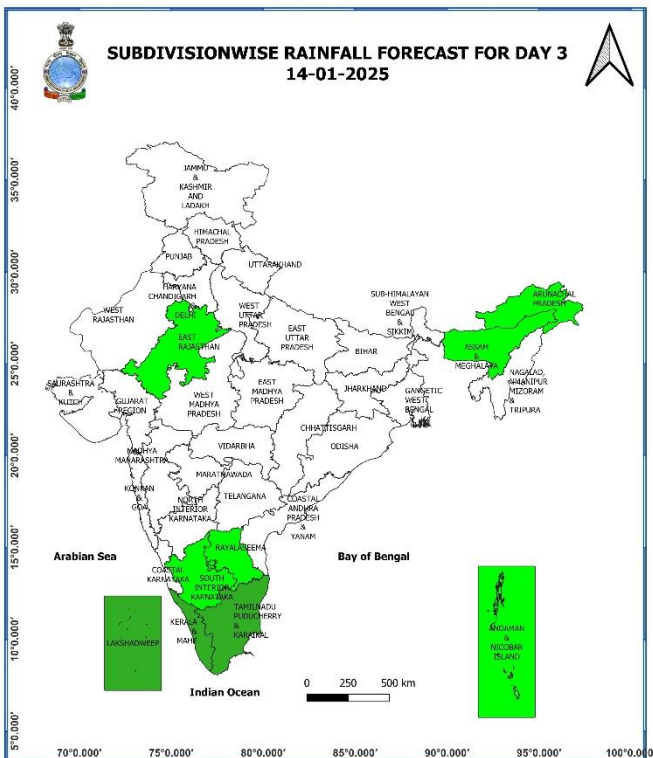 SUBDIVISIONWISE RAINFALL FORECAST FOR DAY 3
14-01-2025
40°0.000'
35°0.000'
30°0.000'
25°0.000'
20°0.000'
15°0.000'
10°0.000'
5°0.000'
JAMMU
&
KASHMIR
AND
LADAKH
HIMACHAL
PRADESH
PUNJAB
UTTARAKHAND
HARYANA
CHANDIGARH
&
DELHI
WEST
RAJASTHAN
EAST
RAJASTHAN
WEST
UTTAR
PRADESH
EAST
UTTAR
PRADESH
SUB-HIMALAYAN
WEST
BENGAL
&
SIKKIM
ARUNACHAL
PRADESH
ASSAM
&
MEGHALAYA
BIHAR
SAURASHTRA
&
KUTCH
GUJARAT
REGION
WEST
MADHYA
PRADESH
EAST
MADHYA
PRADESH
JHARKHAND
GANGETIC
WEST
BENGAL
MIZORAM
&
TRIPURA
CHHATTISGARH
ODISHA
VIDARBHA
MADHYA
MAHARASHTRA
MARATHAWADA
KONKAN
&
GOA
NORTH
INTERIOR
KARNATAKA
TELANGANA
COASTAL
ANDHRA
PRADESH
&
YANAM
RAYALASEEMA
Arabian Sea
Bay of Bengal
COASTAL
KARNATAKA
SOUTH
INTERIOR
KARNATAKA
TAMILNADU
PUDUCHERRY
&
KARAIKAL
KERALA
&
MAHE
LAKSHADWEEP
ANDAMAN
&
NICOBAR
ISLAND
Indian Ocean
0 250 500 km
70°0.000' 75°0.000' 80°0.000' 85°0.000' 90°0.000' 95°0.000' 100°0.000'